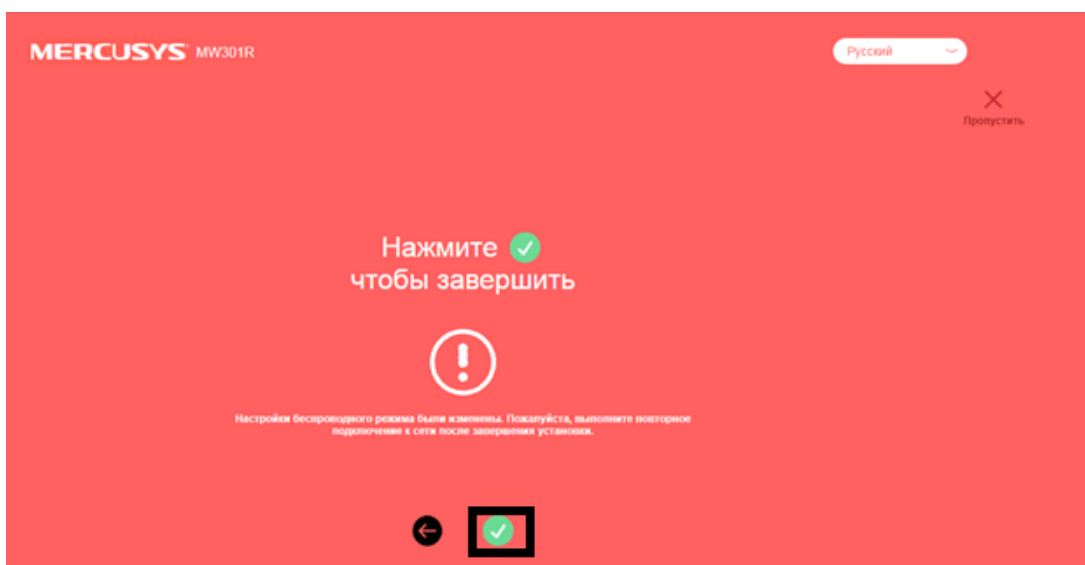 MERCUSYS MW301R
Русский
Пропустить
Нажмите
чтобы завершить
Настройки беспроводного режима были изменены. Пожалуйста, выполните повторное
подключение к сети после завершения установки.